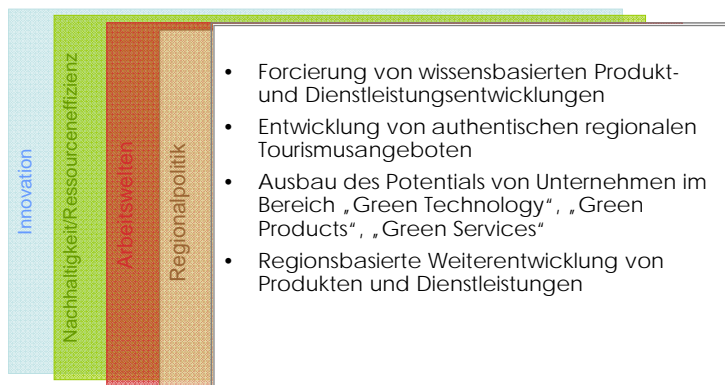 Innovation
Nachhaltigkeit/Ressourceneffizienz
Arbeitswelten
Regionalpolitik
• Forcierung von wissensbasierten Produkt-
und Dienstleistungsentwicklungen
• Entwicklung von authentischen regionalen
Tourismusangeboten
• Ausbau des Potentials von Unternehmen im
Bereich „Green Technology“, „Green
Products“, „Green Services“
• Regionsbasierte Weiterentwicklung von
Produkten und Dienstleistungen